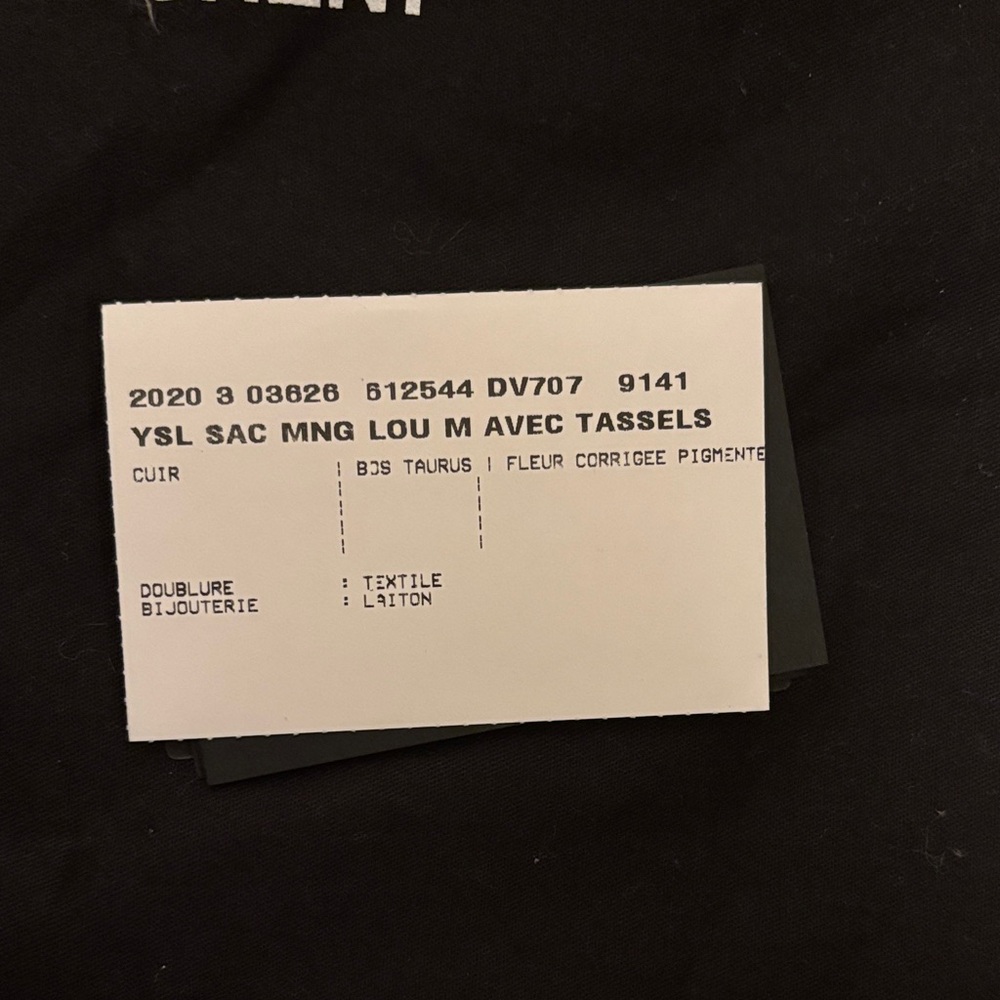 2020 3 03626 612544 DV707 9141
YSL SAC MNG LOU M AVEC TASSELS
CUIR | BOS TAURUS | FLEUR CORRIGEE PIGMENTE
DOUBLURE : TEXTILE
BIJOUTERIE : LAITON